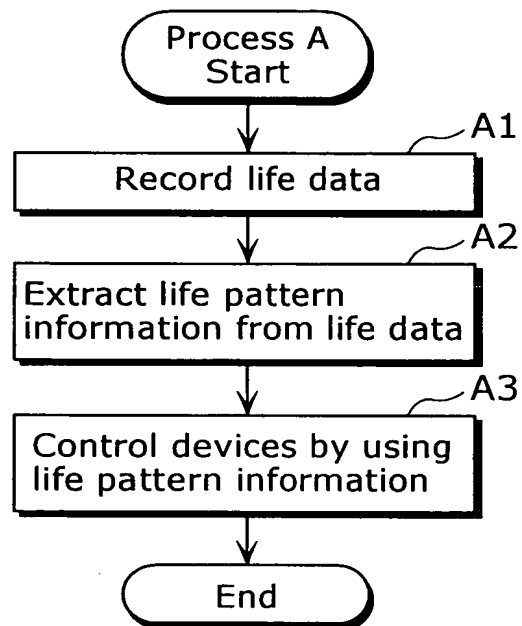 Process A
Start
A1
Record life data
A2
Extract life pattern
information from life data
A3
Control devices by using
life pattern information
End